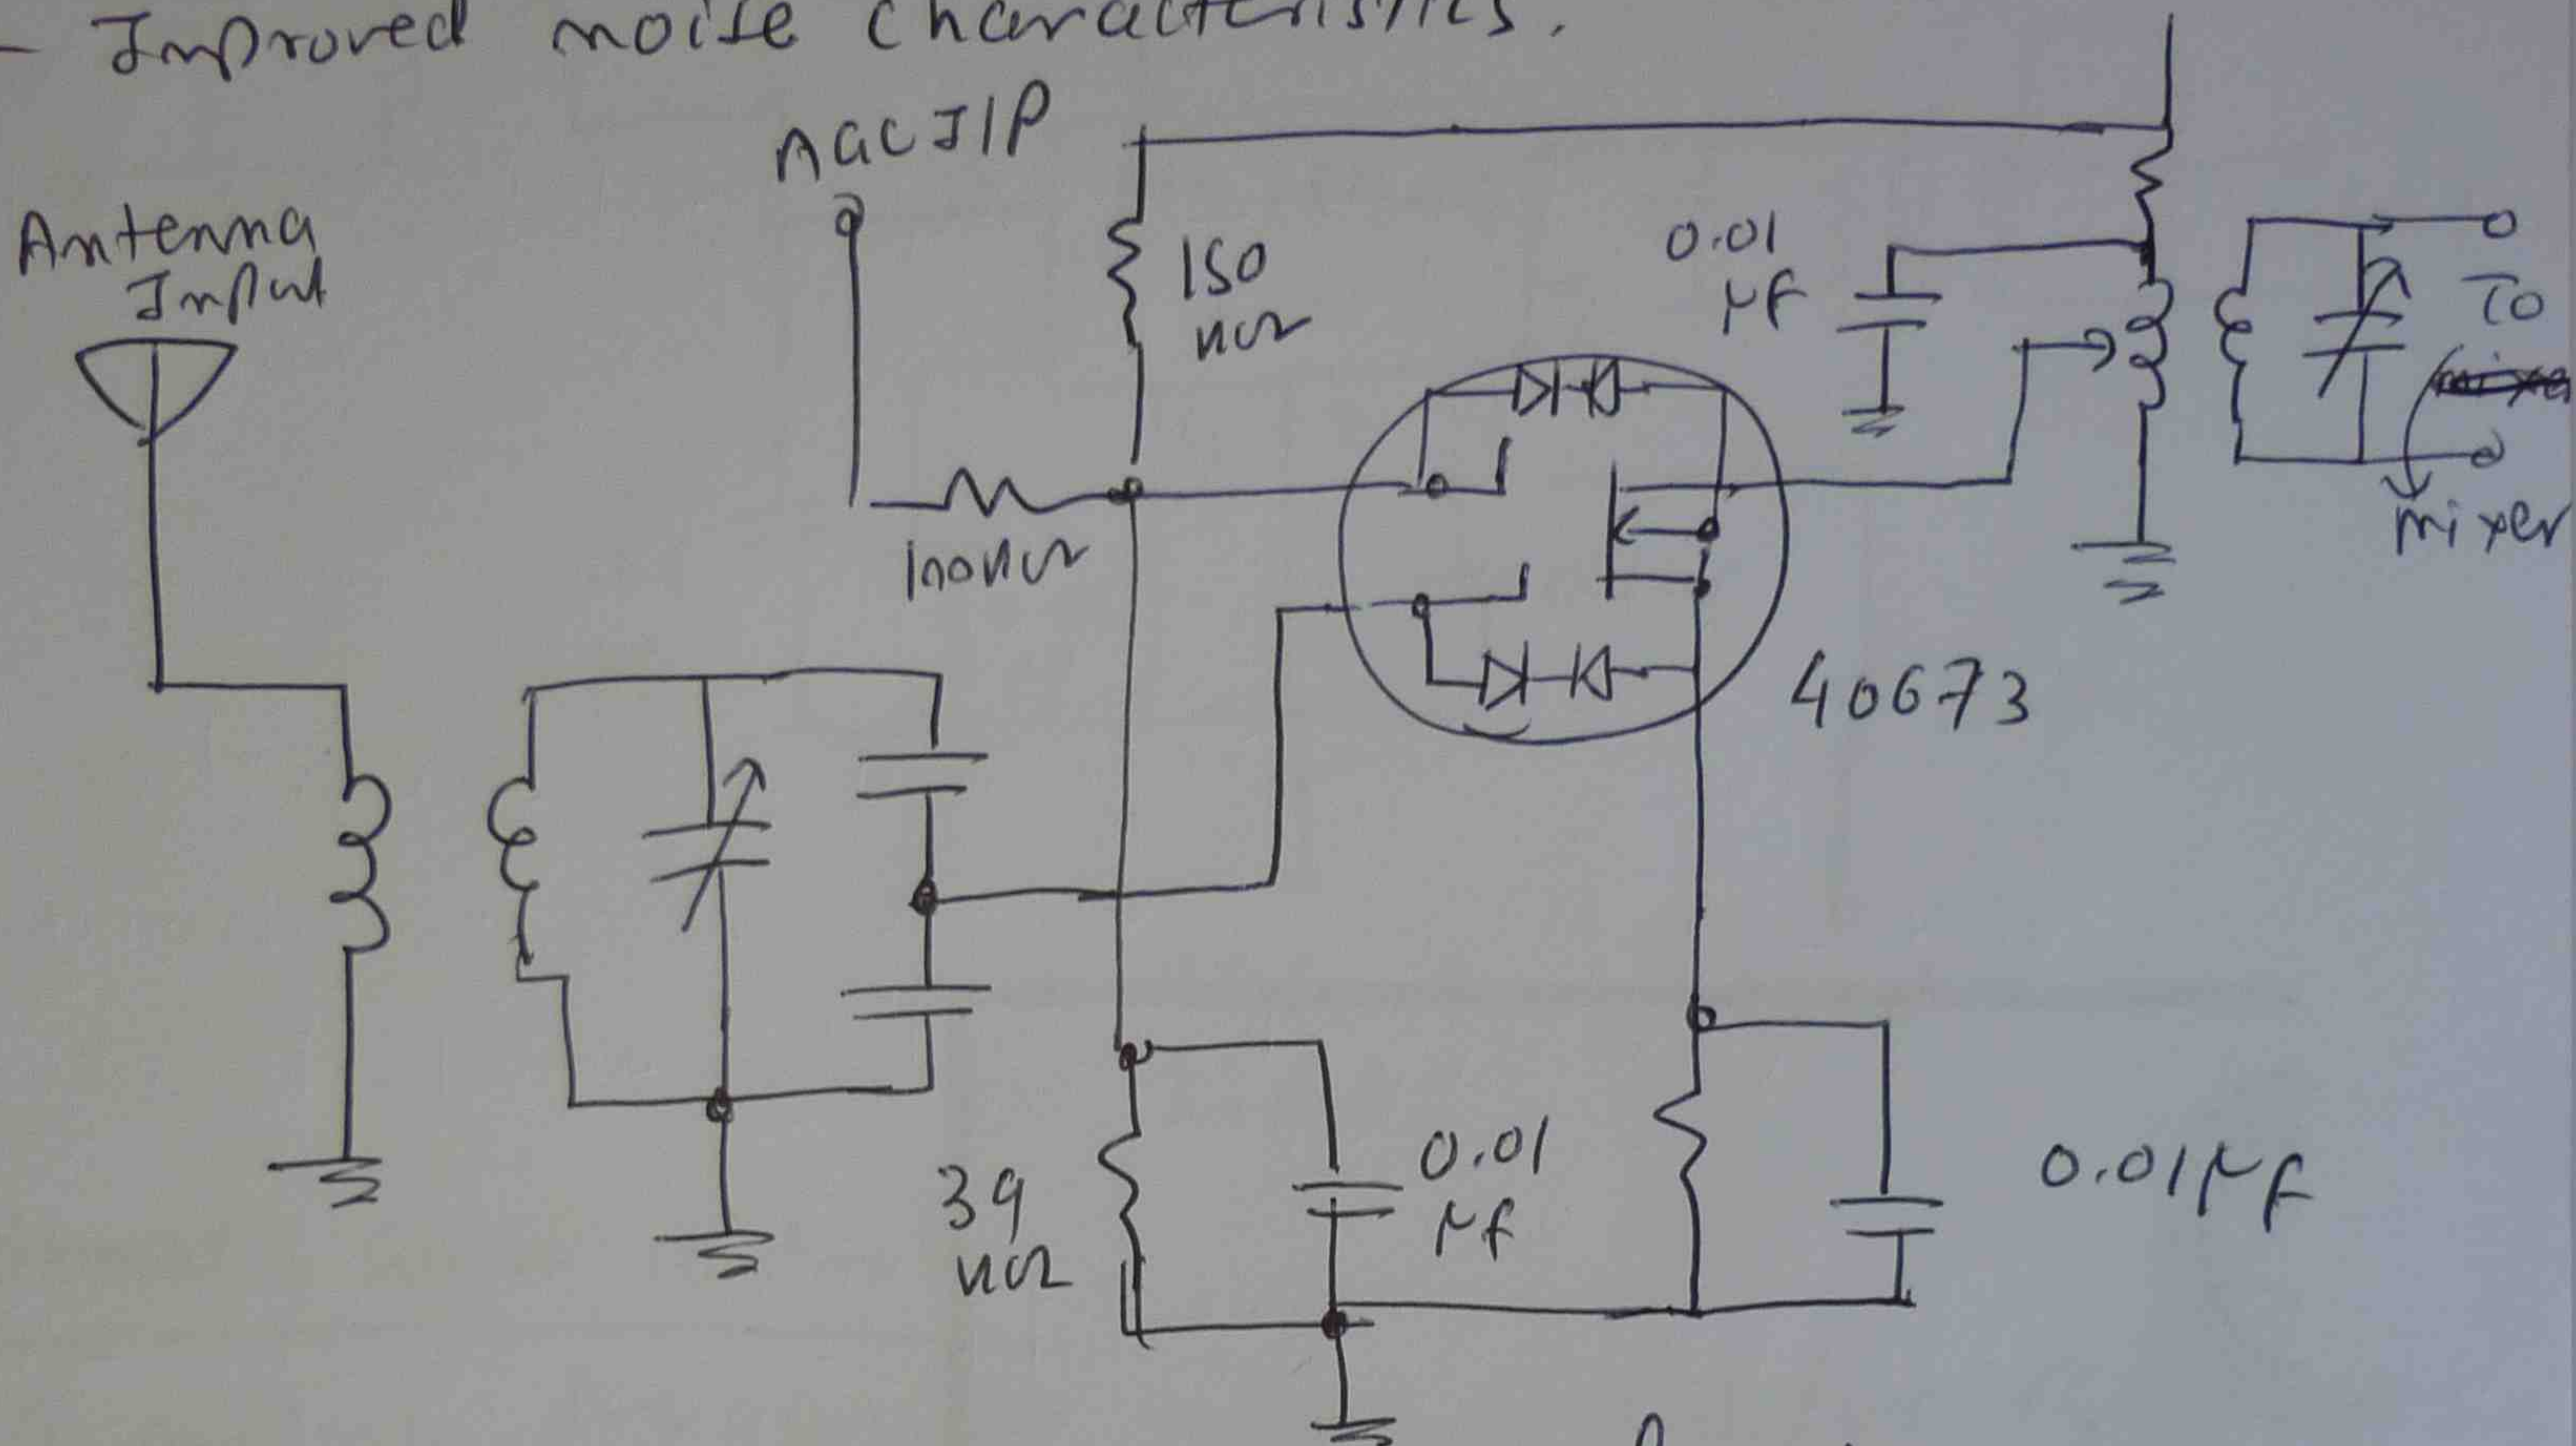 - Improved noise characteristics.
AGC I/P
Antenna
Input
150
KΩ
0.01
μF
To
mixer
100KΩ
40673
39
KΩ
0.01
μf
0.01μF